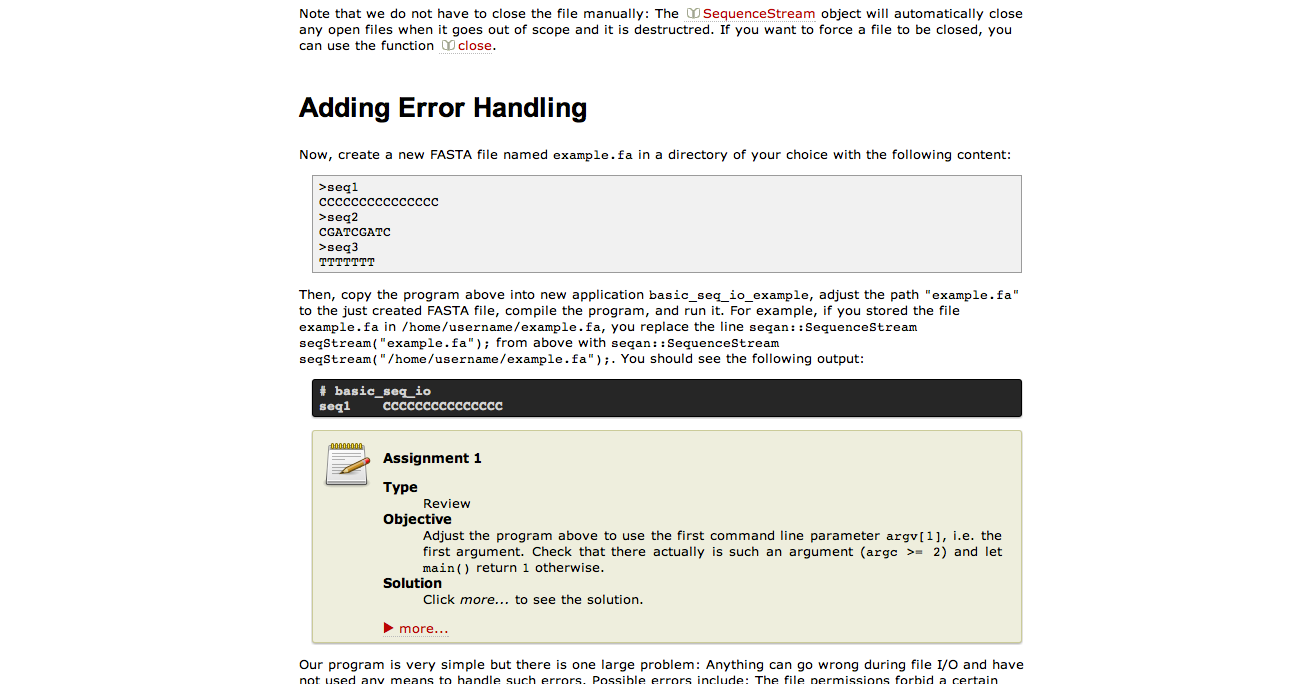 Note that we do not have to close the file manually: The SequenceStream object will automatically close
any open files when it goes out of scope and it is destructred. If you want to force a file to be closed, you
can use the function close.
Adding Error Handling
Now, create a new FASTA file named example.fa in a directory of your choice with the following content:
>seq1
CCCCCCCCCCCCCCC
>seq2
CGATCGATC
>seq3
TTTTTTT
Then, copy the program above into new application basic_seq_io_example, adjust the path "example.fa"
to the just created FASTA file, compile the program, and run it. For example, if you stored the file
example.fa in /home/username/example.fa, you replace the line seqan::SequenceStream
seqStream("example.fa"); from above with seqan::SequenceStream
seqStream("/home/username/example.fa");. You should see the following output:
# basic_seq_io
seq1    CCCCCCCCCCCCCCC
Assignment 1
Type
Review
Objective
Adjust the program above to use the first command line parameter argv[1], i.e. the
first argument. Check that there actually is such an argument (argc >= 2) and let
main() return 1 otherwise.
Solution
Click more... to see the solution.
more...
Our program is very simple but there is one large problem: Anything can go wrong during file I/O and have
not used any means to handle such errors. Possible errors include: The file permissions forbid a certain